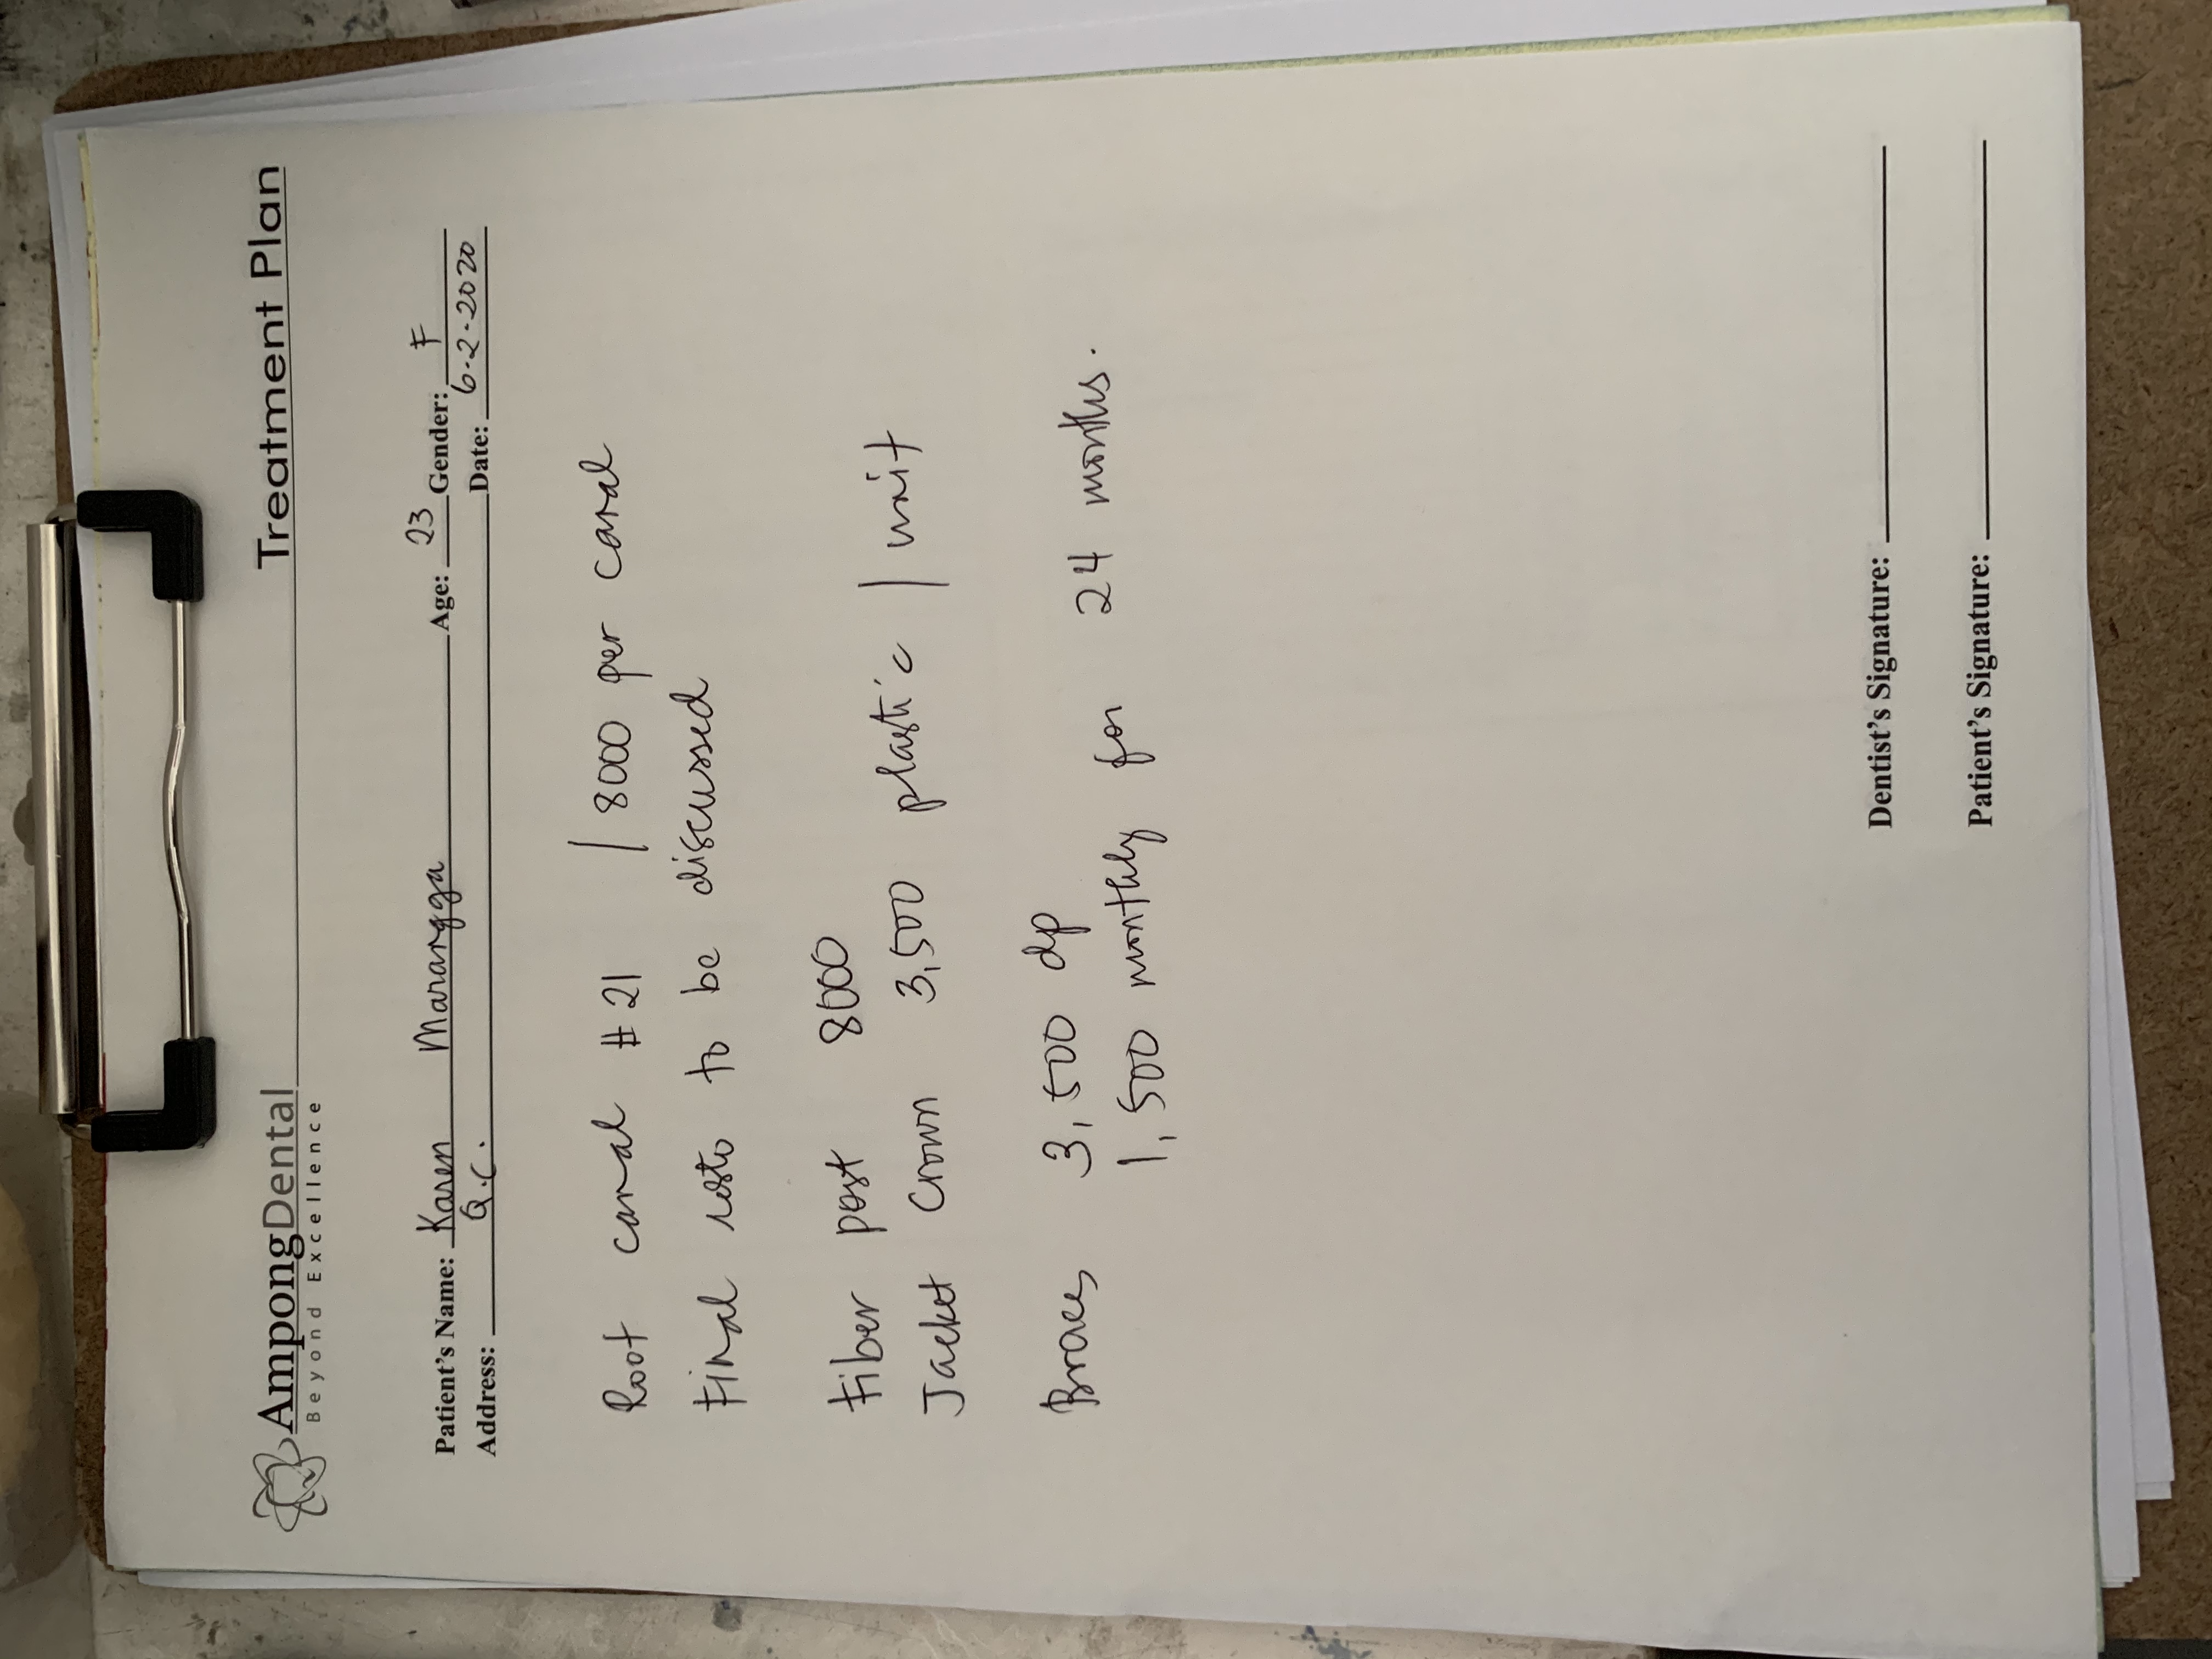 AmpongDental Treatment Plan
Beyond Excellence
Patient's Name: Karen Marangga Age: 23 Gender: F
Address: Q.C. Date: 6-2-2020
Root canal #21 / 8000 per canal
Final resto to be discussed
Fiber post 8000
Jacket Crown 3,500 plastic / unit
Braces 3,500 dp
1,500 monthly for 24 months.
Dentist's Signature:
Patient's Signature: